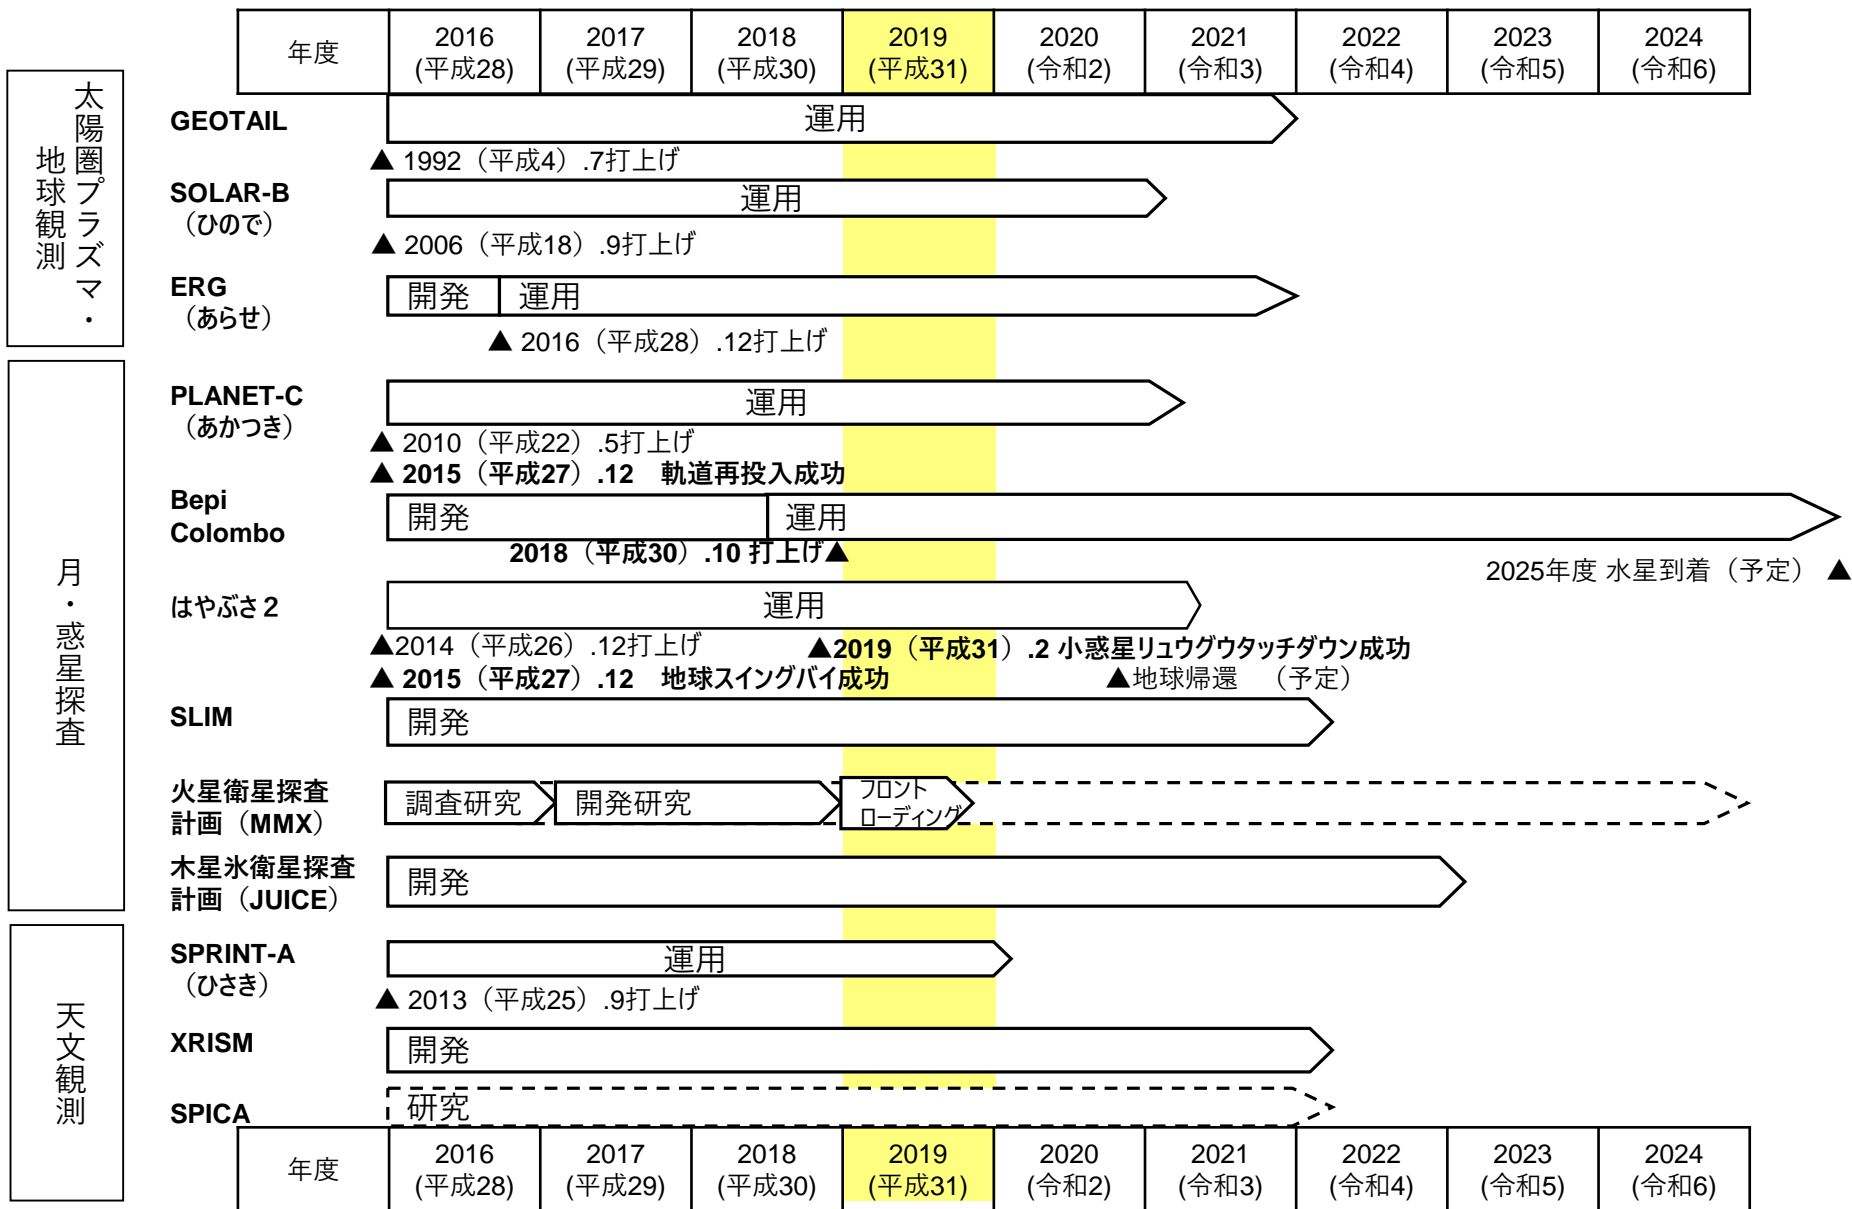 年度 2016 2017 2018 2019 2020 2021 2022 2023 2024
(平成28) (平成29) (平成30) (平成31) (令和2) (令和3) (令和4) (令和5) (令和6)
太陽圏プラズマ・
地球観測
GEOTAIL
運用
▲ 1992（平成4）.7打上げ
SOLAR-B
（ひので）
運用
▲ 2006（平成18）.9打上げ
ERG
（あらせ）
開発 運用
▲ 2016（平成28）.12打上げ
月・惑星探査
PLANET-C
（あかつき）
運用
▲ 2010（平成22）.5打上げ
▲ 2015（平成27）.12　軌道再投入成功
Bepi
Colombo
開発 運用
2018（平成30）.10 打上げ▲
2025年度 水星到着（予定） ▲
はやぶさ２
運用
▲2014（平成26）.12打上げ
▲2019（平成31）.2 小惑星リュウグウタッチダウン成功
▲ 2015（平成27）.12　地球スイングバイ成功
▲地球帰還　（予定）
SLIM
開発
火星衛星探査
計画（MMX）
調査研究 開発研究
フロント
ローディング
木星氷衛星探査
計画（JUICE）
開発
天文観測
SPRINT-A
（ひさき）
運用
▲ 2013（平成25）.9打上げ
XRISM
開発
SPICA
研究
年度 2016 2017 2018 2019 2020 2021 2022 2023 2024
(平成28) (平成29) (平成30) (平成31) (令和2) (令和3) (令和4) (令和5) (令和6)